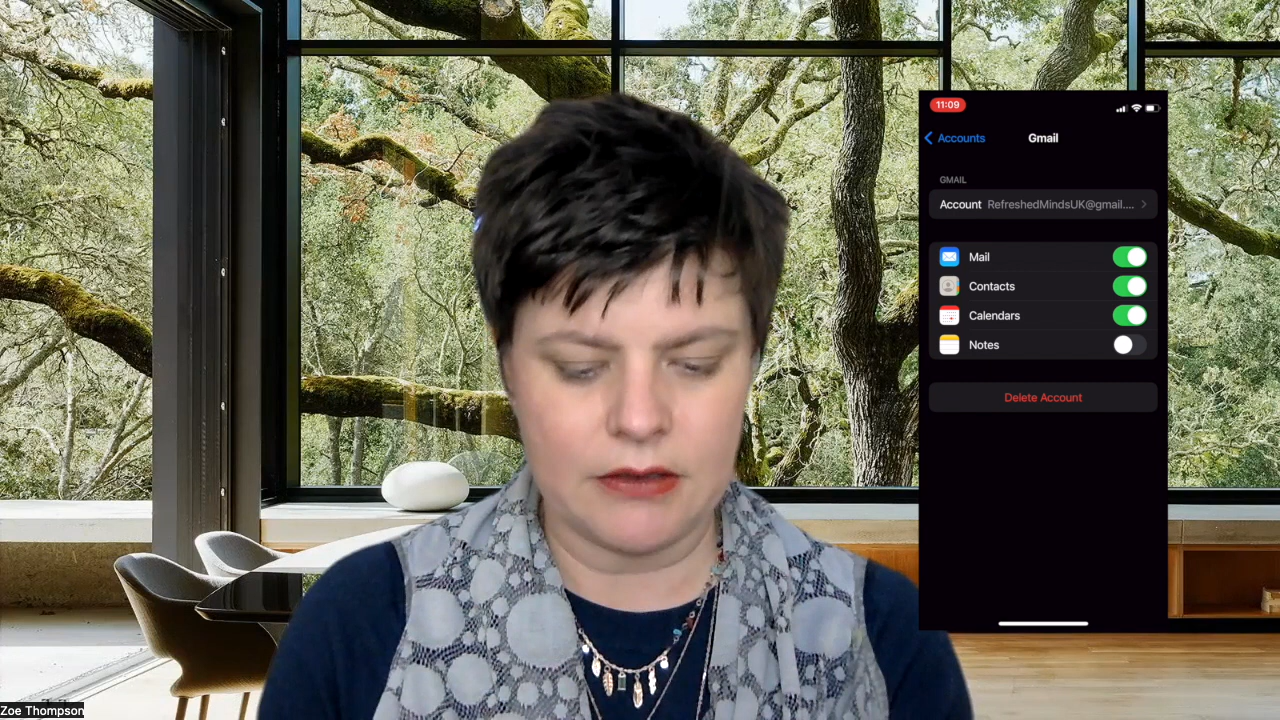 11:09
Accounts
Gmail
GMAIL
Account RefreshedMindsUK@gmail....
Mail
Contacts
Calendars
Notes
Delete Account
Zoe Thompson